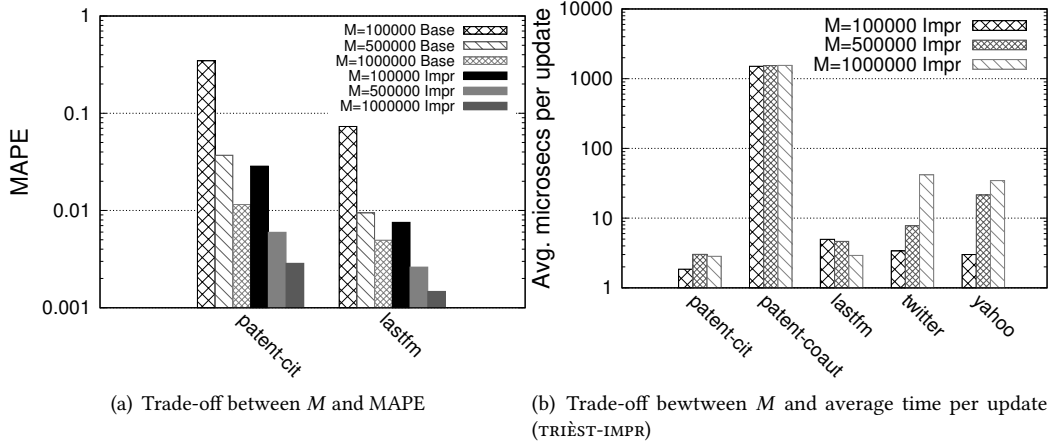 1
0.1
0.01
0.001
MAPE
M=100000 Base
M=500000 Base
M=1000000 Base
M=100000 Impr
M=500000 Impr
M=1000000 Impr
patent-cit
lastfm
(a) Trade-off between M and MAPE
10000
1000
100
10
1
Avg. microsecs per update
M=100000 Impr
M=500000 Impr
M=1000000 Impr
patent-cit
patent-coaut
lastfm
twitter
yahoo
(b) Trade-off bewtween M and average time per update
(TRIÈST-IMPR)